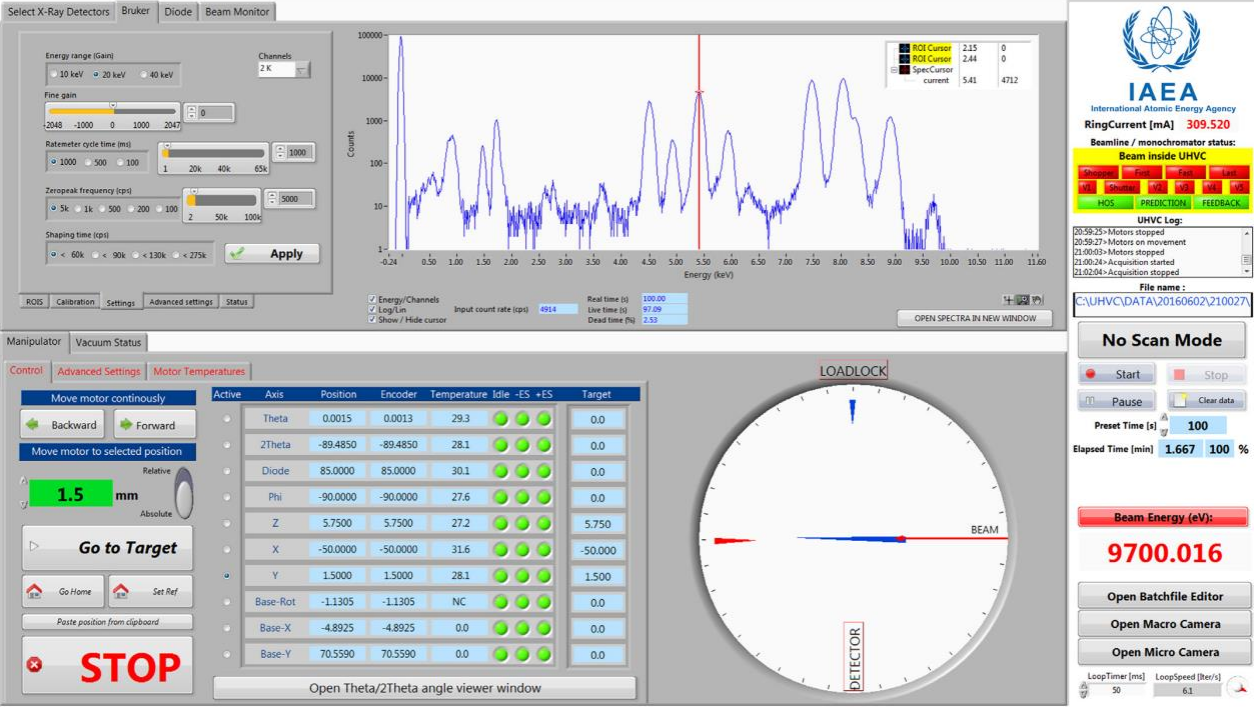 Select X-Ray Detectors Bruker Diode Beam Monitor
Energy range (Gain)
10 keV 20 keV 40 keV
Channels
2 K
Fine gain
-2048 -1000 0 1000 2047
0
Ratemeter cycle time (ms)
1000 500 100
1 20k 40k 65k
1000
Zeropeak frequency (cps)
5k 1k 500 200 100
2 50k 100k
5000
Shaping time (cps)
< 60k < 90k < 130k < 275k
Apply
ROIS Calibration Settings Advanced settings Status
Counts
100000
10000
1000
100
10
1
-0.24 0.50 1.00 1.50 2.00 2.50 3.00 3.50 4.00 4.50 5.00 5.50 6.00 6.50 7.00 7.50 8.00 8.50 9.00 9.50 10.00 10.50 11.00 11.60
Energy (keV)
ROI Cursor 2.15 0
ROI Cursor 2.44 0
SpecCursor
current 5.41 4712
Energy/Channels
Log/Lin
Show / Hide cursor
Input count rate (cps) 4914
Real time (s) 100.00
Live time (s) 97.09
Dead time (%) 2.53
OPEN SPECTRA IN NEW WINDOW
Manipulator Vacuum Status
Control Advanced Settings Motor Temperatures
Move motor continously
Backward Forward
Move motor to selected position
Relative
1.5 mm
Absolute
Go to Target
Go Home Set Ref
Paste position from clipboard
STOP
Active Axis Position Encoder Temperature Idle -ES +ES Target
Theta 0.0015 0.0013 29.3 0.0
2Theta -89.4850 -89.4850 28.1 0.0
Diode 85.0000 85.0000 30.1 0.0
Phi -90.0000 -90.0000 27.6 0.0
Z 5.7500 5.7500 27.2 5.750
X -50.0000 -50.0000 31.6 -50.000
Y 1.5000 1.5000 28.1 1.500
Base-Rot -1.1305 -1.1305 NC 0.0
Base-X -4.8925 -4.8925 0.0 0.0
Base-Y 70.5590 70.5590 0.0 0.0
Open Theta/2Theta angle viewer window
LOADLOCK
BEAM
DETECTOR
IAEA
International Atomic Energy Agency
RingCurrent [mA] 309.520
Beamline / monochromator status:
Beam inside UHVC
Shopper First Fast Last
V1 Shutter V2 V3 V4 V5
HOS PREDICTION FEEDBACK
UHVC Log:
20:59:25>Motors stopped
20:59:27>Motors on movement
21:00:03>Motors stopped
21:00:24>Acquisition started
21:02:04>Acquisition stopped
File name :
C:\UHVC\DATA\20160602\210027\
No Scan Mode
Start Stop
Pause Clear data
Preset Time [s] 100
Elapsed Time [min] 1.667 100 %
Beam Energy (eV):
9700.016
Open Batchfile Editor
Open Macro Camera
Open Micro Camera
LoopTimer [ms] LoopSpeed [Iter/s]
50 6.1